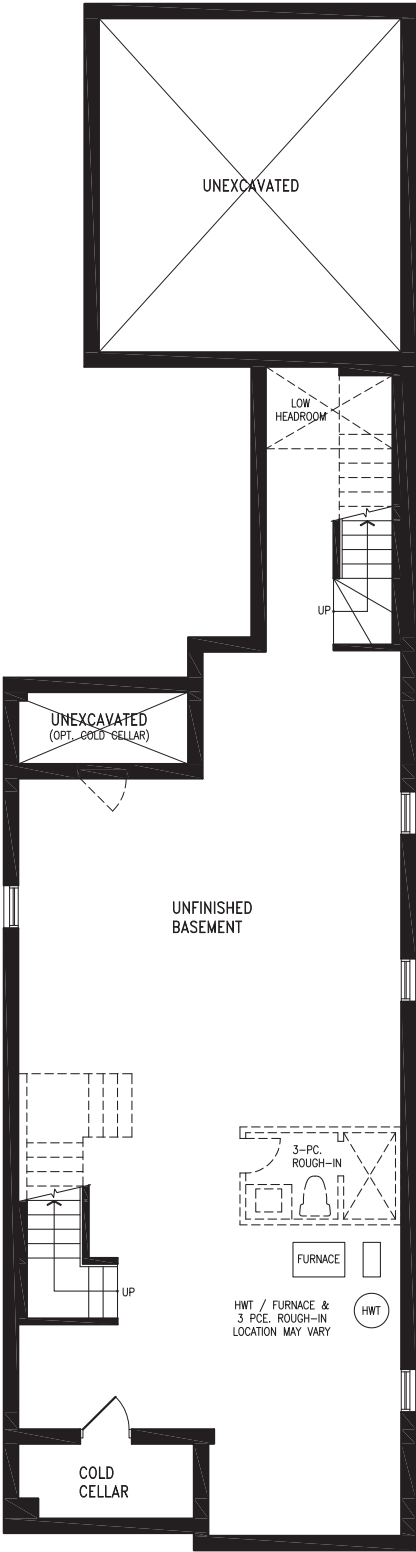 UNEXCAVATED
LOW
HEADROOM
UP
UNEXCAVATED
(OPT. COLD CELLAR)
UNFINISHED
BASEMENT
3-PC.
ROUGH-IN
FURNACE
UP
HWT / FURNACE &
3 PCE. ROUGH-IN
LOCATION MAY VARY
HWT
COLD
CELLAR